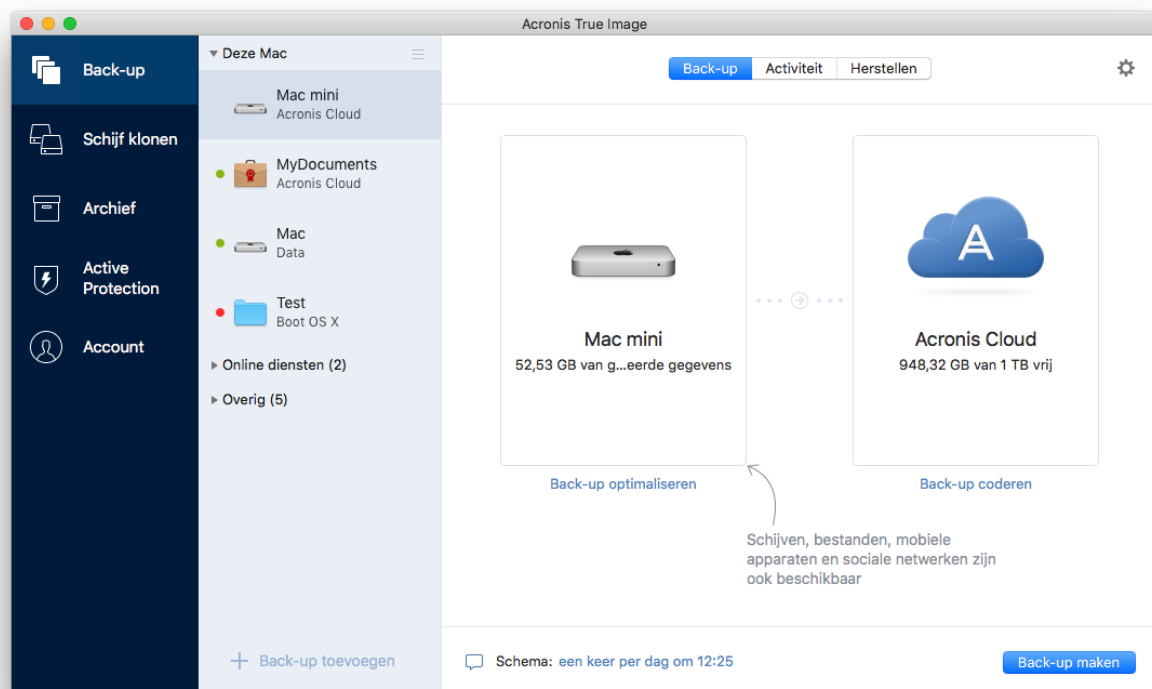 Acronis True Image
Back-up
Schijf klonen
Archief
Active
Protection
Account
Deze Mac
Mac mini
Acronis Cloud
MyDocuments
Acronis Cloud
Mac
Data
Test
Boot OS X
Online diensten (2)
Overig (5)
Back-up toevoegen
Back-up
Activiteit
Herstellen
Mac mini
52,53 GB van g...eerde gegevens
Back-up optimaliseren
A
Acronis Cloud
948,32 GB van 1 TB vrij
Back-up coderen
Schijven, bestanden, mobiele
apparaten en sociale netwerken zijn
ook beschikbaar
Schema: een keer per dag om 12:25
Back-up maken